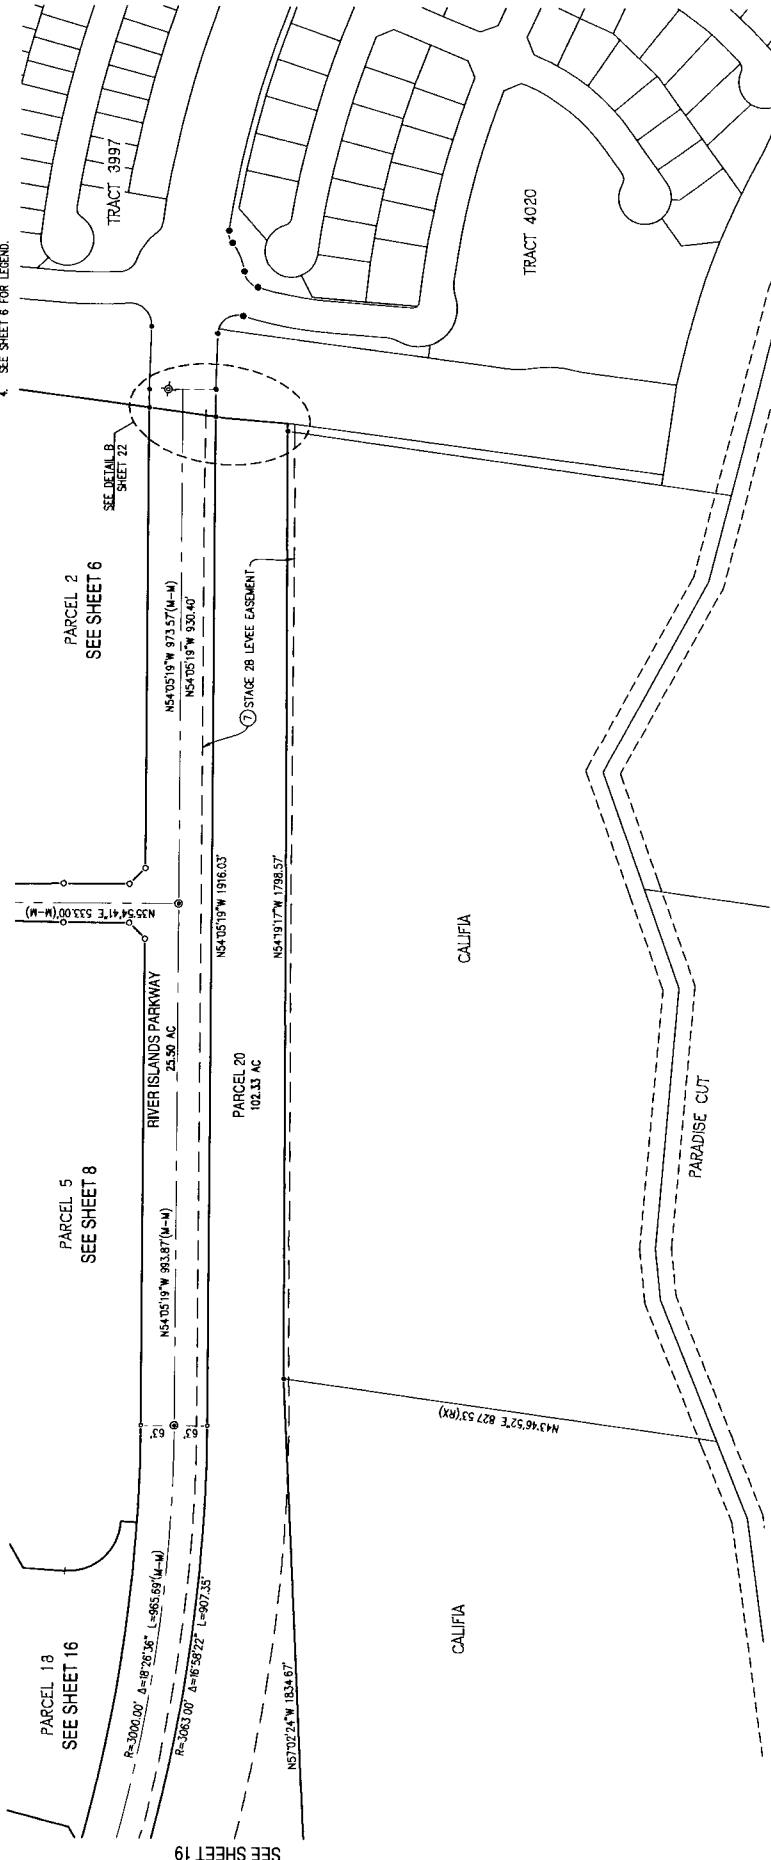 4. SEE SHEET 6 FOR LEGEND.
TRACT 3997
TRACT 4020
SEE DETAIL B
SHEET 22
PARCEL 2
SEE SHEET 6
N54°05'19"W 973.57'(M-M)
N54°05'19"W 930.40'
7 STAGE 2B LEVEE EASEMENT
N35°54'41"E 533.00'(M-M)
RIVER ISLANDS PARKWAY
25.50 AC
N54°05'19"W 1916.03'
N54°19'17"W 1798.57'
PARCEL 20
102.33 AC
CALIFIA
PARADISE CUT
PARCEL 5
SEE SHEET 8
N54°05'19"W 993.87'(M-M)
63'
63'
N43°46'52"E 827.53'(RX)
PARCEL 18
SEE SHEET 16
R=3000.00' Δ=18°26'36" L=965.69'(M-M)
R=3063.00' Δ=16°58'22" L=907.35'
N57°02'24"W 1834.67'
CALIFIA
SEE SHEET 19